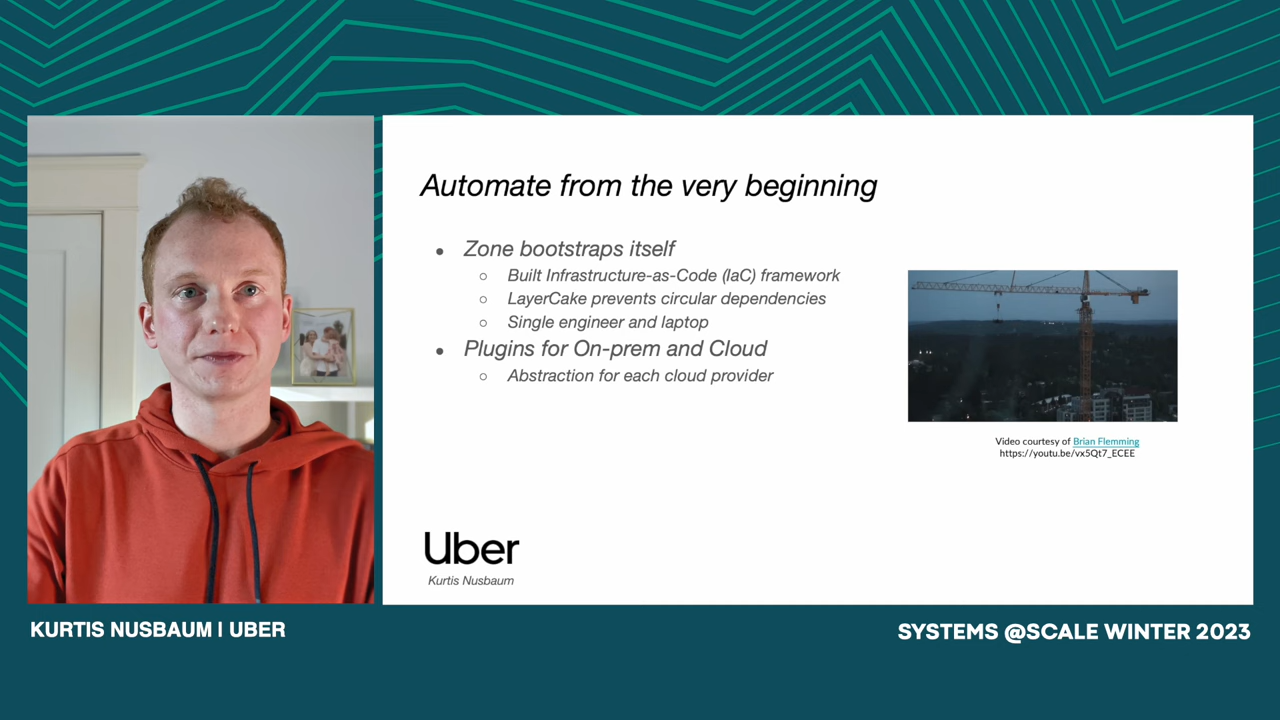 Automate from the very beginning
● Zone bootstraps itself
○ Built Infrastructure-as-Code (IaC) framework
○ LayerCake prevents circular dependencies
○ Single engineer and laptop
● Plugins for On-prem and Cloud
○ Abstraction for each cloud provider
Video courtesy of Brian Flemming
https://youtu.be/vx5Qt7_ECEE
Uber
Kurtis Nusbaum
KURTIS NUSBAUM | UBER
SYSTEMS @SCALE WINTER 2023